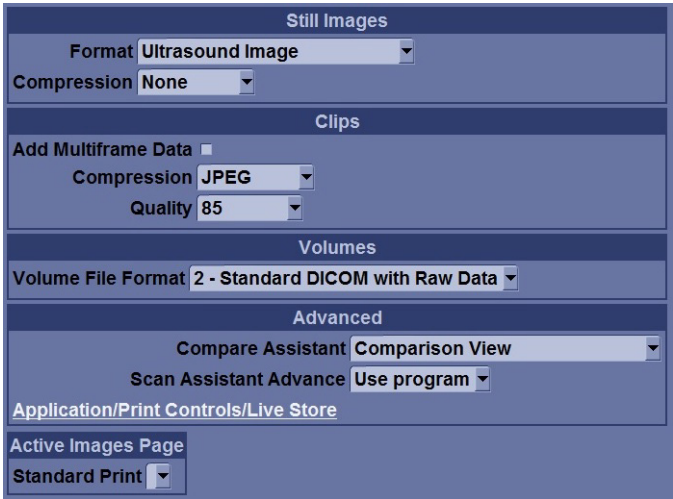 Still Images
Format Ultrasound Image
Compression None
Clips
Add Multiframe Data
Compression JPEG
Quality 85
Volumes
Volume File Format 2 - Standard DICOM with Raw Data
Advanced
Compare Assistant Comparison View
Scan Assistant Advance Use program
Application/Print Controls/Live Store
Active Images Page
Standard Print